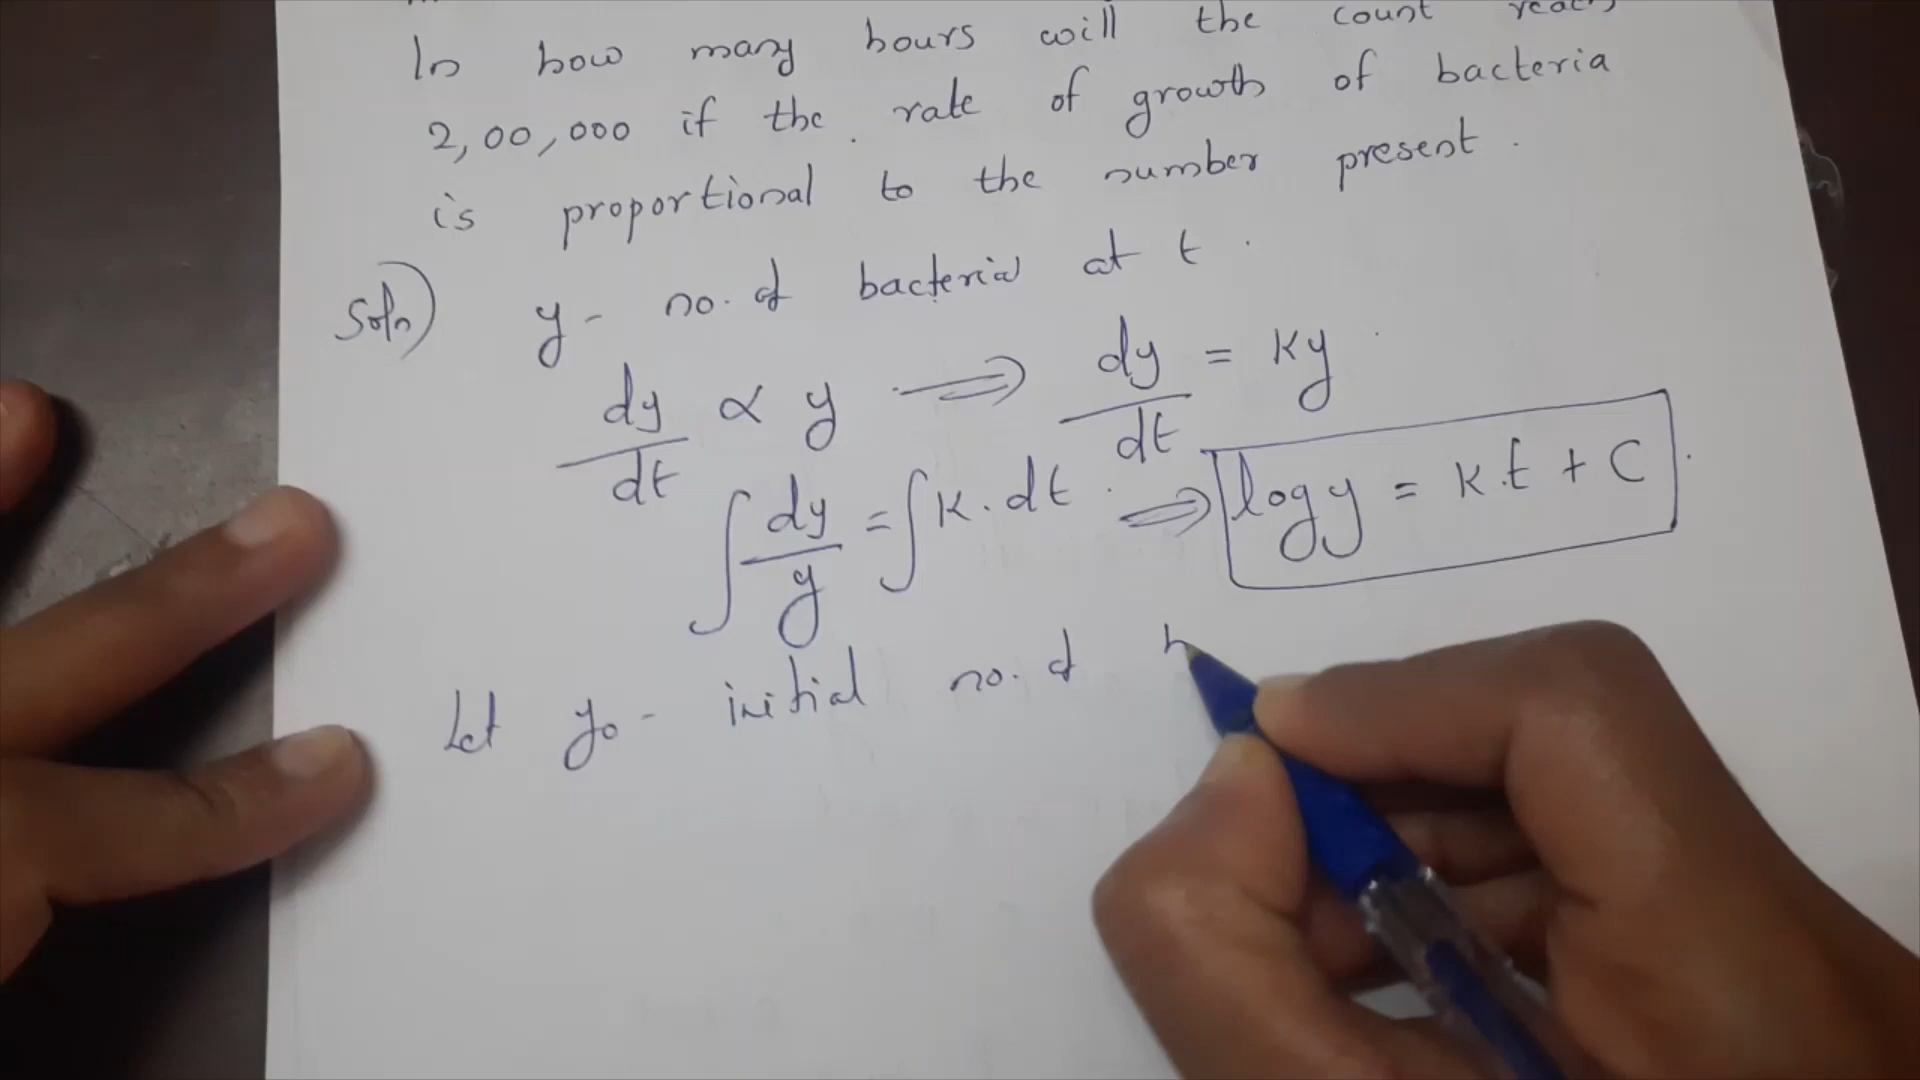 In how many hours will the count reach
2,00,000 if the rate of growth of bacteria
is proportional to the number present.
Soln) y - no. of bacteria at t.
dy/dt ∝ y ⟹ dy/dt = ky
∫ dy/y = ∫ k. dt ⟹ log y = k.t + C
Let y₀ - initial no. of